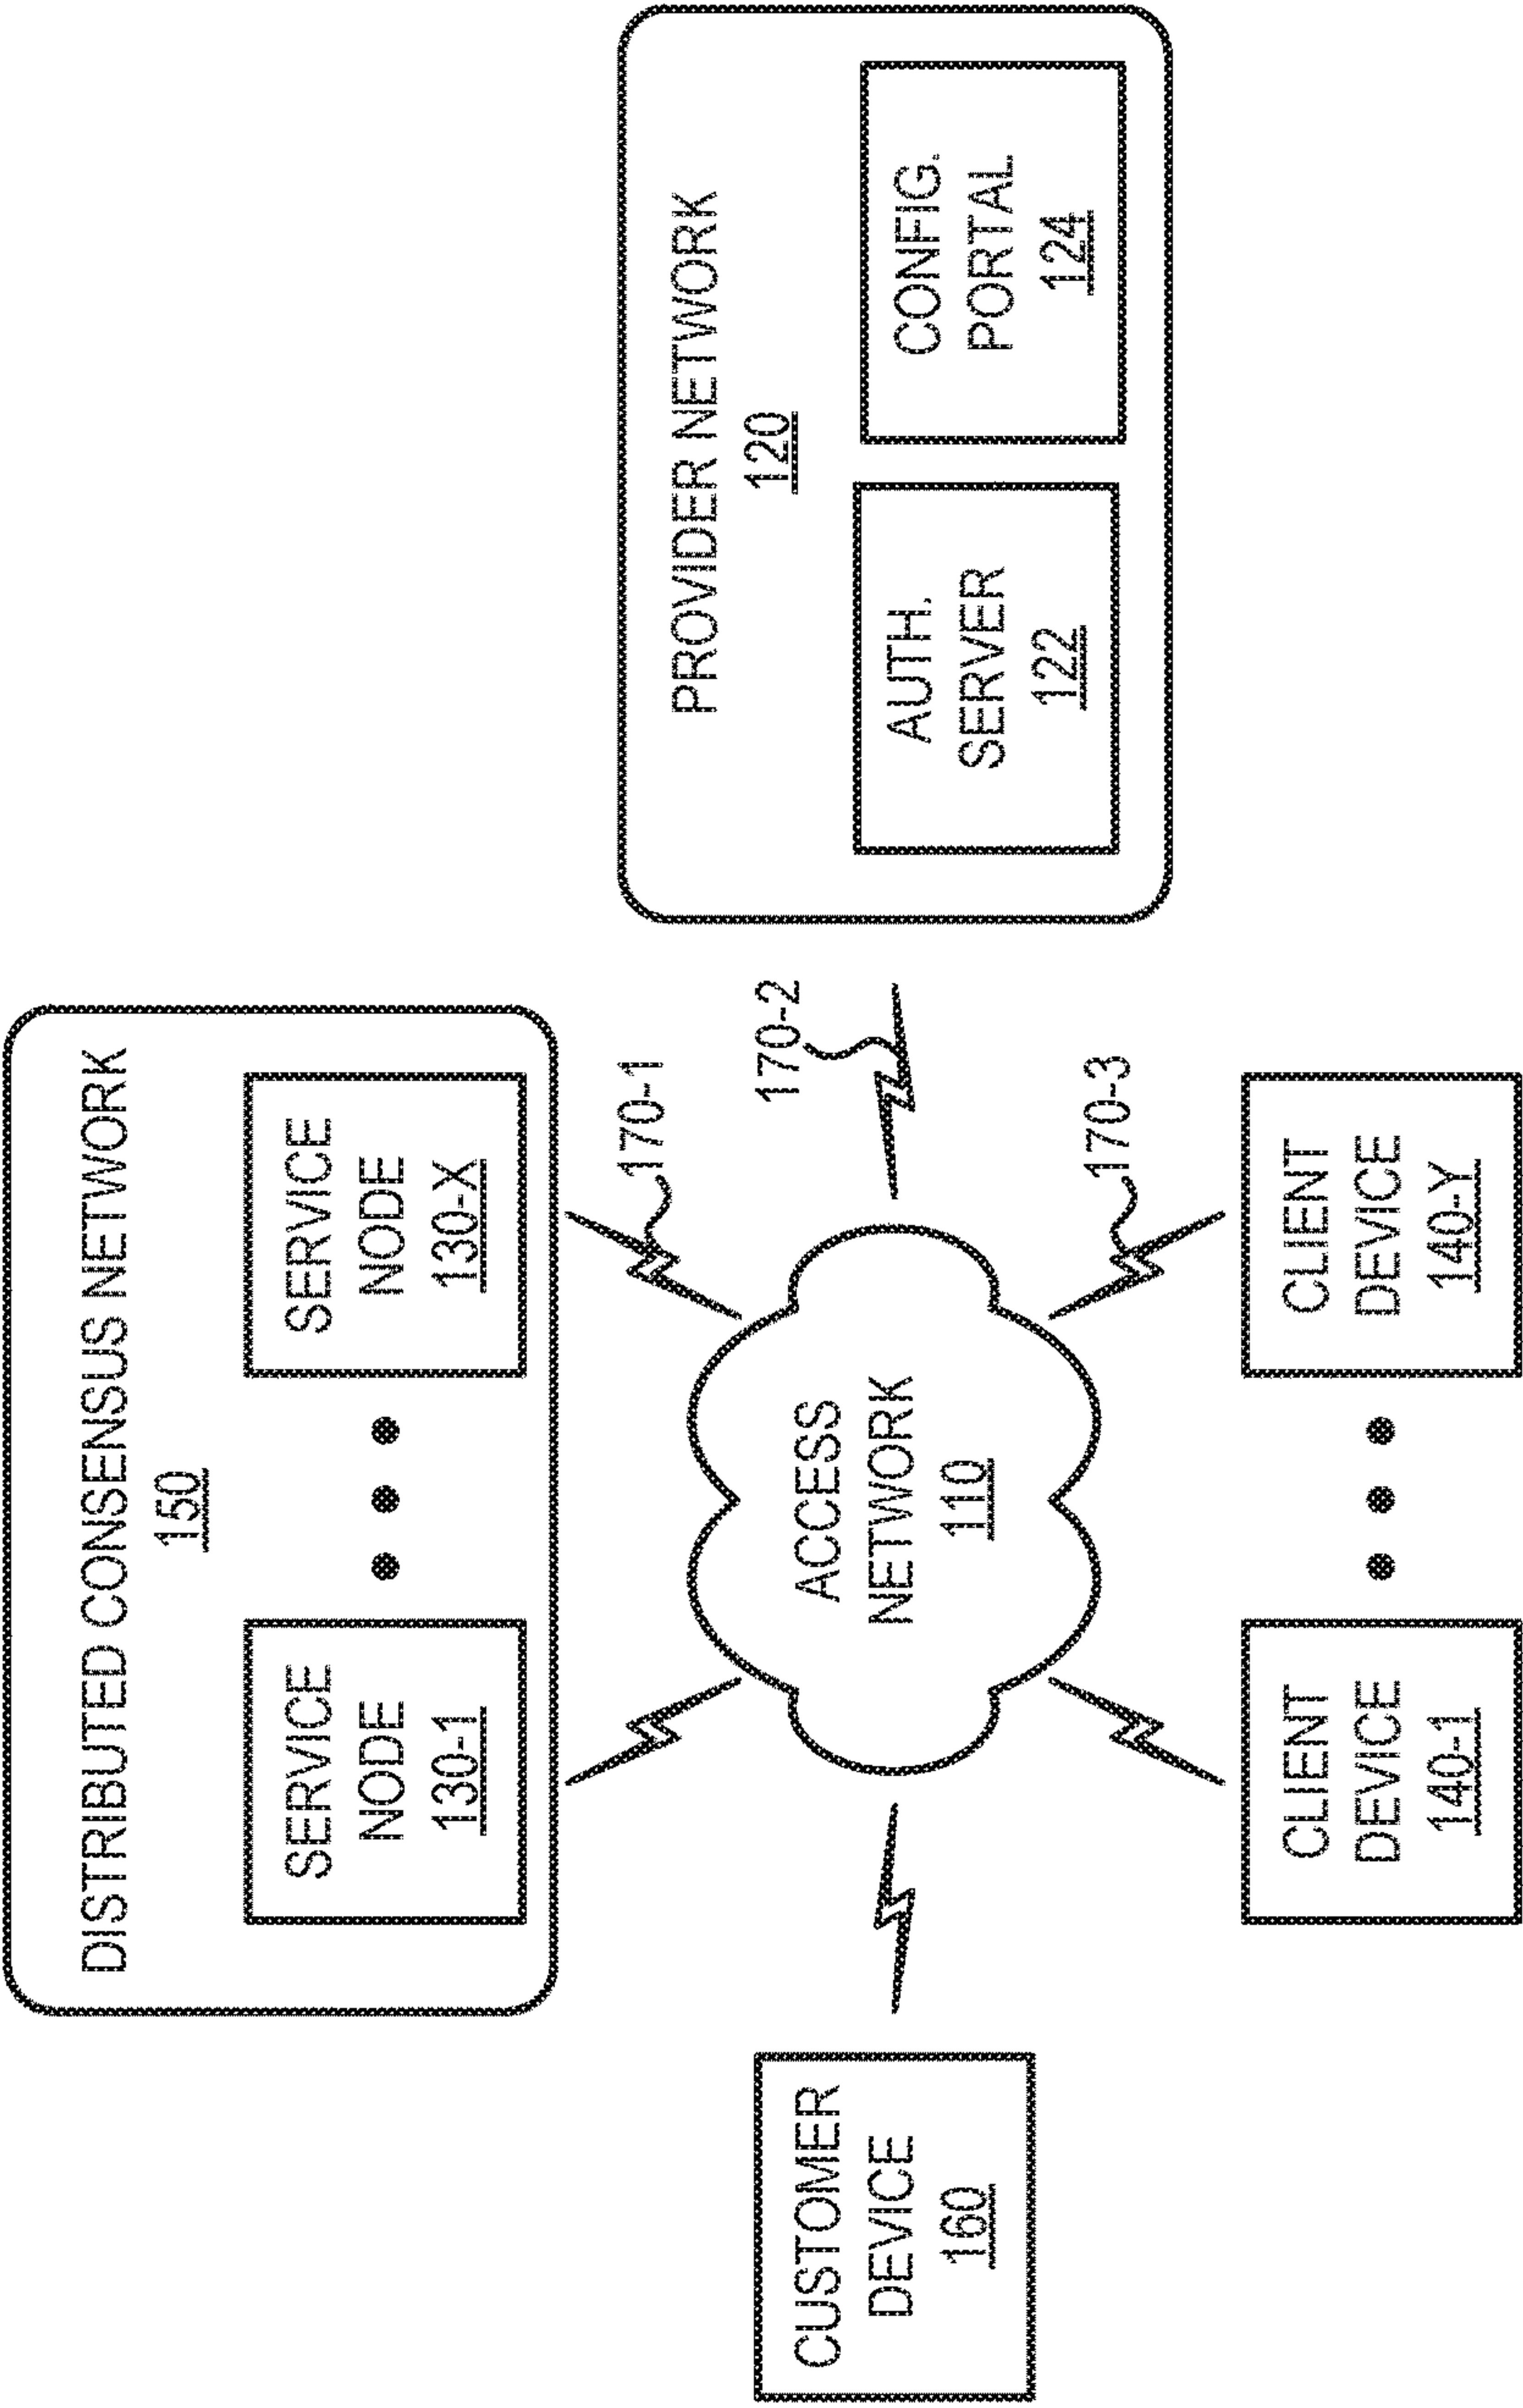 DISTRIBUTED CONSENSUS NETWORK
150
SERVICE
NODE
130-1
SERVICE
NODE
130-X
170-1
CUSTOMER
DEVICE
160
ACCESS
NETWORK
110
170-2
PROVIDER NETWORK
120
AUTH.
SERVER
122
CONFIG.
PORTAL
124
170-3
CLIENT
DEVICE
140-1
CLIENT
DEVICE
140-Y